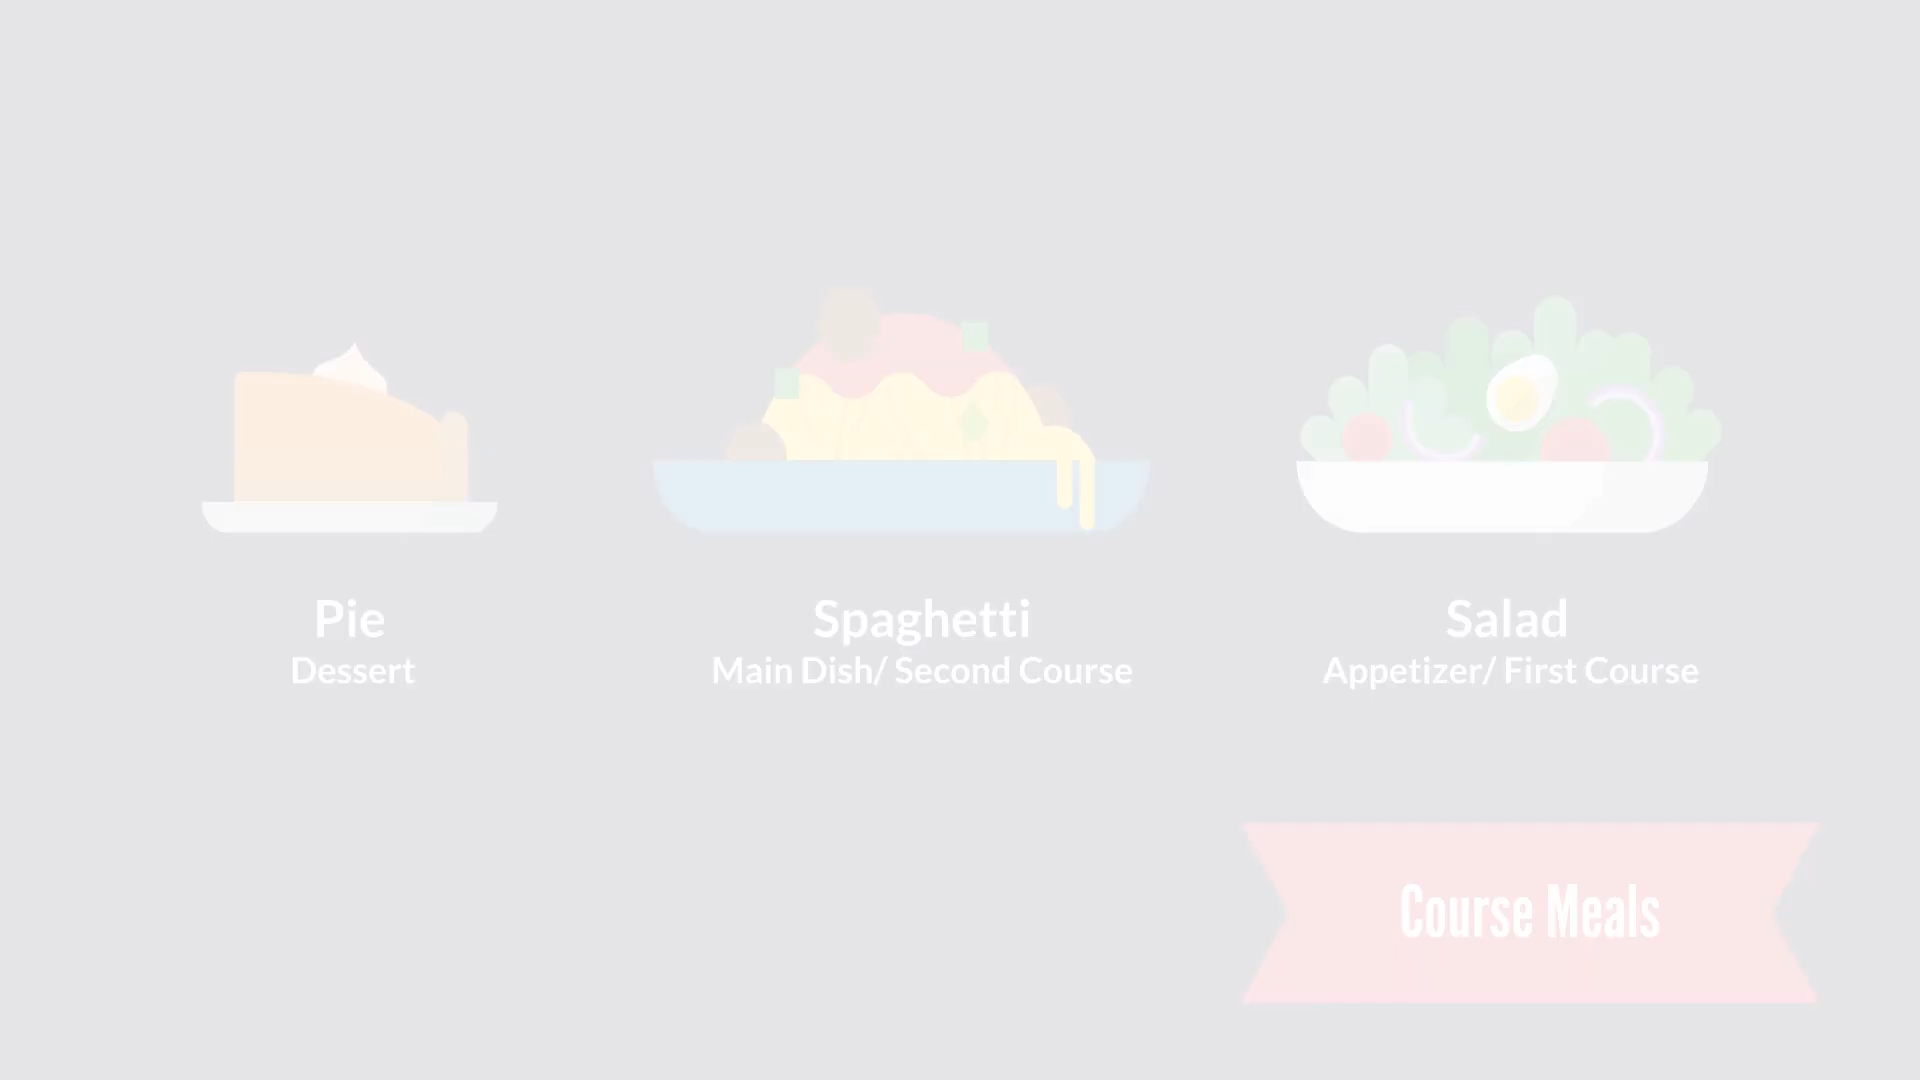 Pie
Dessert
Spaghetti
Main Dish/ Second Course
Salad
Appetizer/ First Course
Course Meals